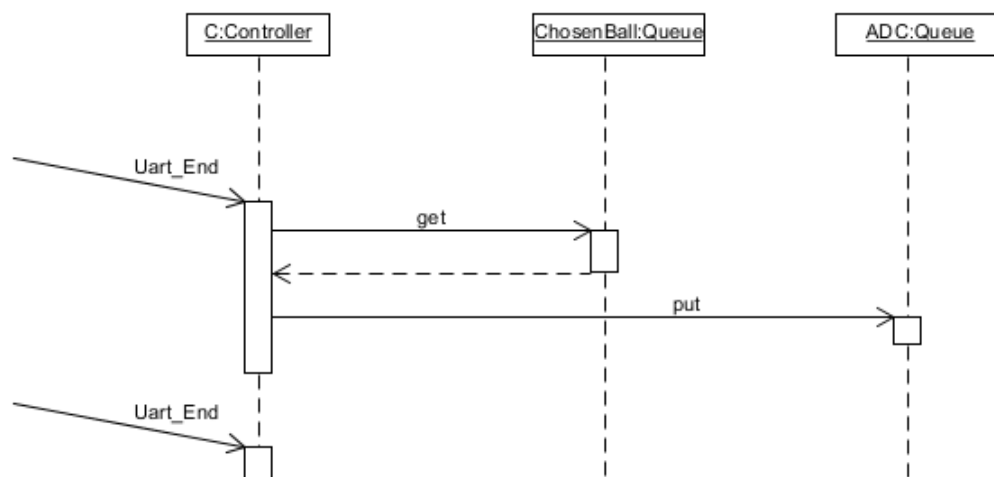 C:Controller
ChosenBall:Queue
ADC:Queue
Uart_End
get
put
Uart_End